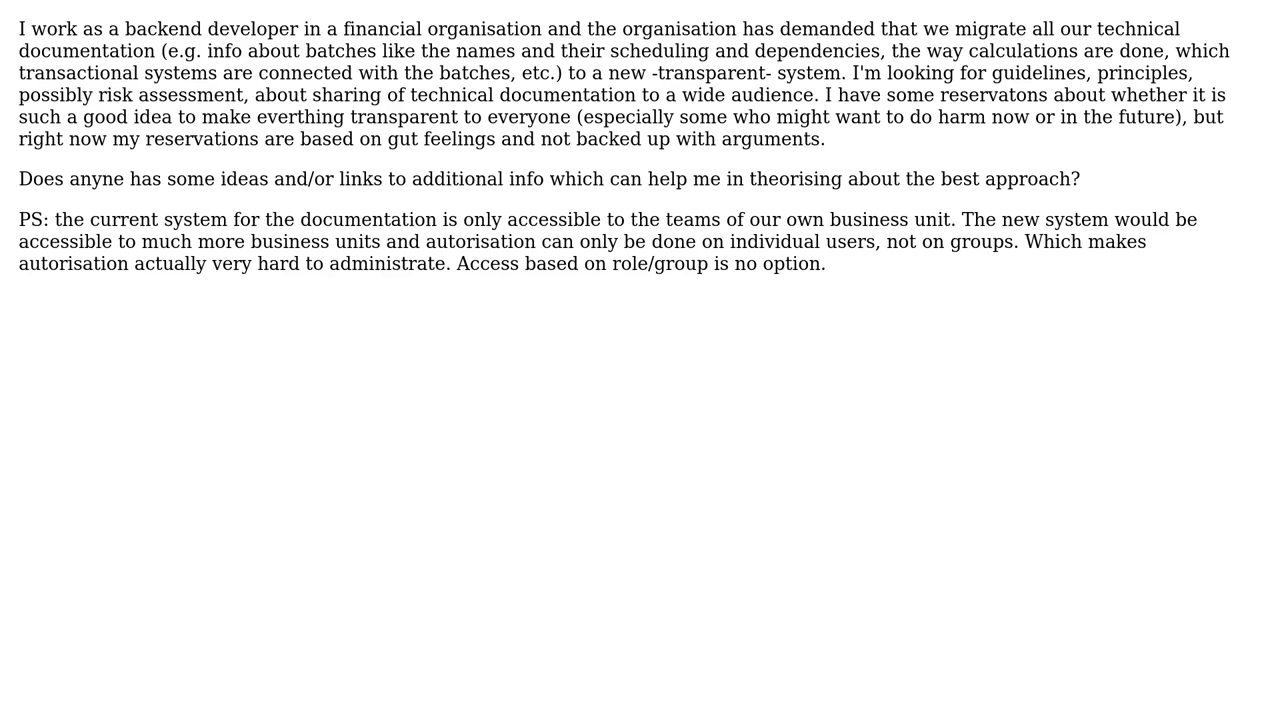 I work as a backend developer in a financial organisation and the organisation has demanded that we migrate all our technical
documentation (e.g. info about batches like the names and their scheduling and dependencies, the way calculations are done, which
transactional systems are connected with the batches, etc.) to a new -transparent- system. I'm looking for guidelines, principles,
possibly risk assessment, about sharing of technical documentation to a wide audience. I have some reservatons about whether it is
such a good idea to make everthing transparent to everyone (especially some who might want to do harm now or in the future), but
right now my reservations are based on gut feelings and not backed up with arguments.
Does anyne has some ideas and/or links to additional info which can help me in theorising about the best approach?
PS: the current system for the documentation is only accessible to the teams of our own business unit. The new system would be
accessible to much more business units and autorisation can only be done on individual users, not on groups. Which makes
autorisation actually very hard to administrate. Access based on role/group is no option.